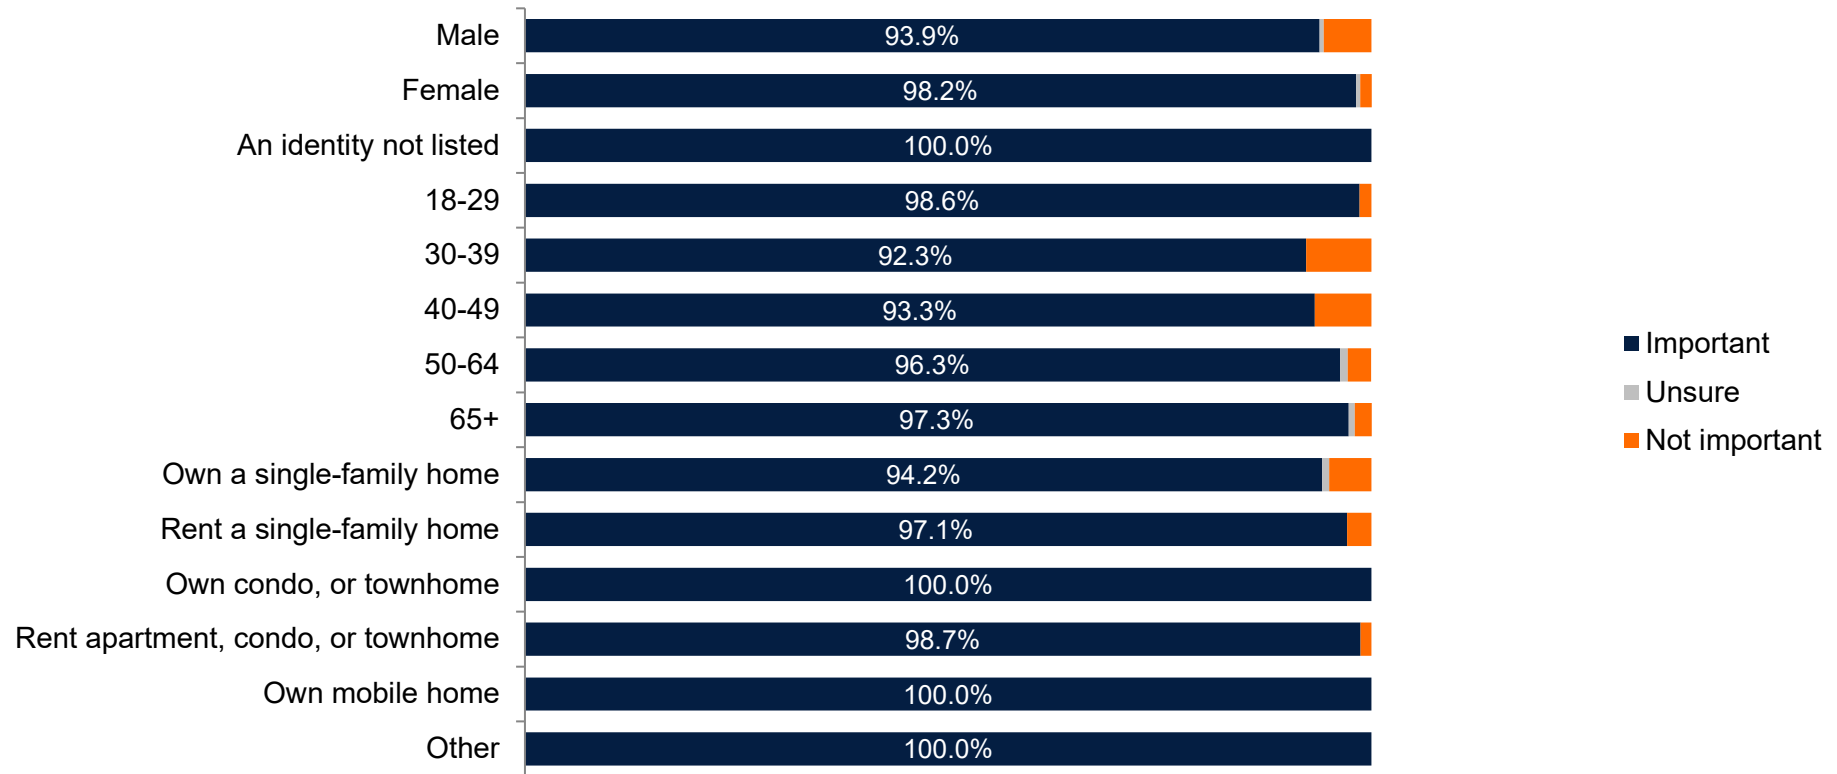 Male 93.9%
Female 98.2%
An identity not listed 100.0%
18-29 98.6%
30-39 92.3%
40-49 93.3%
50-64 96.3%
65+ 97.3%
Own a single-family home 94.2%
Rent a single-family home 97.1%
Own condo, or townhome 100.0%
Rent apartment, condo, or townhome 98.7%
Own mobile home 100.0%
Other 100.0%
Important
Unsure
Not important